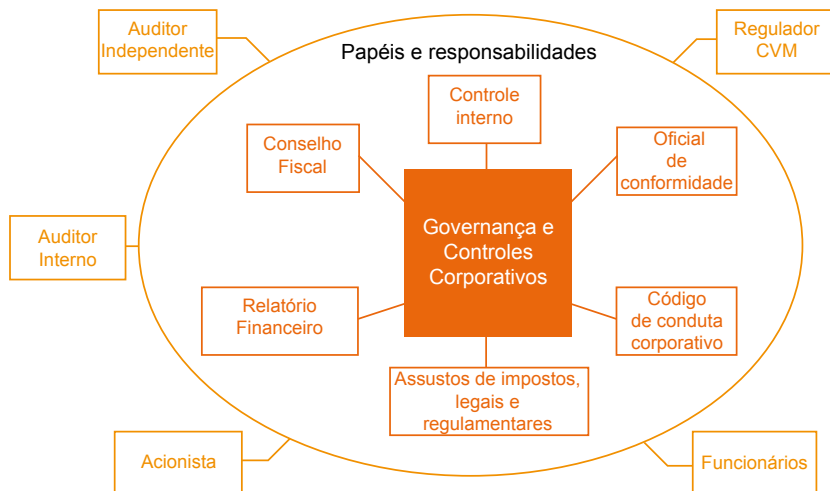 Auditor
Independente
Regulador
CVM
Papéis e responsabilidades
Controle
interno
Conselho
Fiscal
Oficial
de
conformidade
Governança e
Controles
Corporativos
Auditor
Interno
Relatório
Financeiro
Código
de conduta
corporativo
Assustos de impostos,
legais e
regulamentares
Acionista
Funcionários